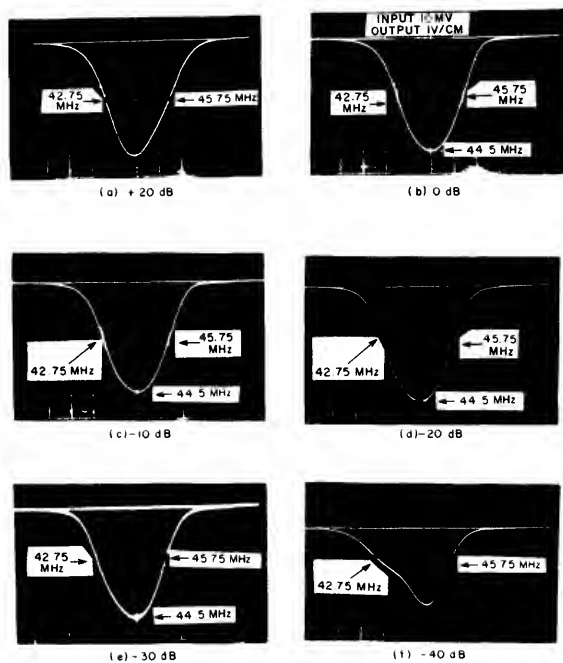 42.75 MHz
45 75 MHz
(a) + 20 dB
INPUT 10 MV
OUTPUT 1V/CM
42.75 MHz
45.75 MHz
44 5 MHz
(b) 0 dB
42.75 MHz
45.75 MHz
44 5 MHz
(c) -10 dB
42.75 MHz
45.75 MHz
44 5 MHz
(d) -20 dB
42 75 MHz
45 75 MHz
44 5 MHz
(e) - 30 dB
42 75 MHz
45 75 MHz
(f) - 40 dB